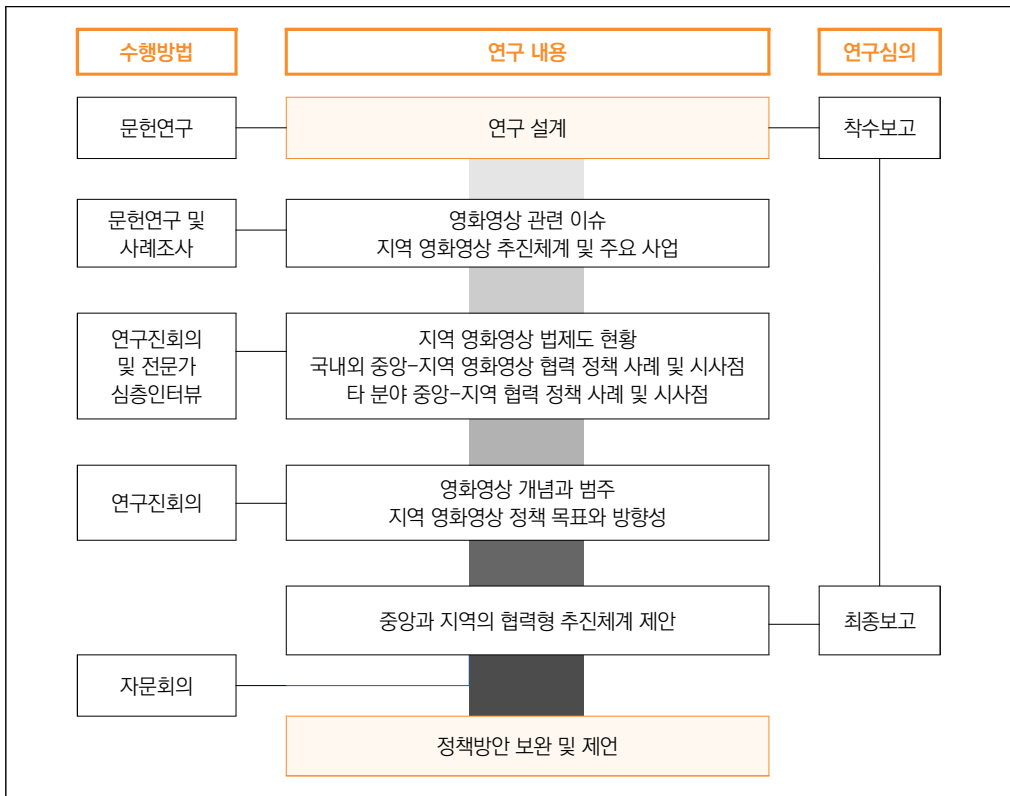 수행방법
연구 내용
연구심의
문헌연구
연구 설계
착수보고
문헌연구 및
사례조사
영화영상 관련 이슈
지역 영화영상 추진체계 및 주요 사업
연구진회의
및 전문가
심층인터뷰
지역 영화영상 법제도 현황
국내외 중앙-지역 영화영상 협력 정책 사례 및 시사점
타 분야 중앙-지역 협력 정책 사례 및 시사점
연구진회의
영화영상 개념과 범주
지역 영화영상 정책 목표와 방향성
중앙과 지역의 협력형 추진체계 제안
최종보고
자문회의
정책방안 보완 및 제언